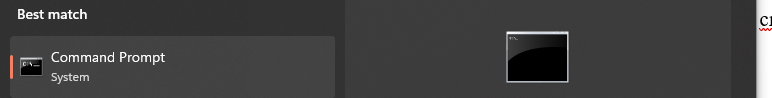 Best match
Command Prompt
System